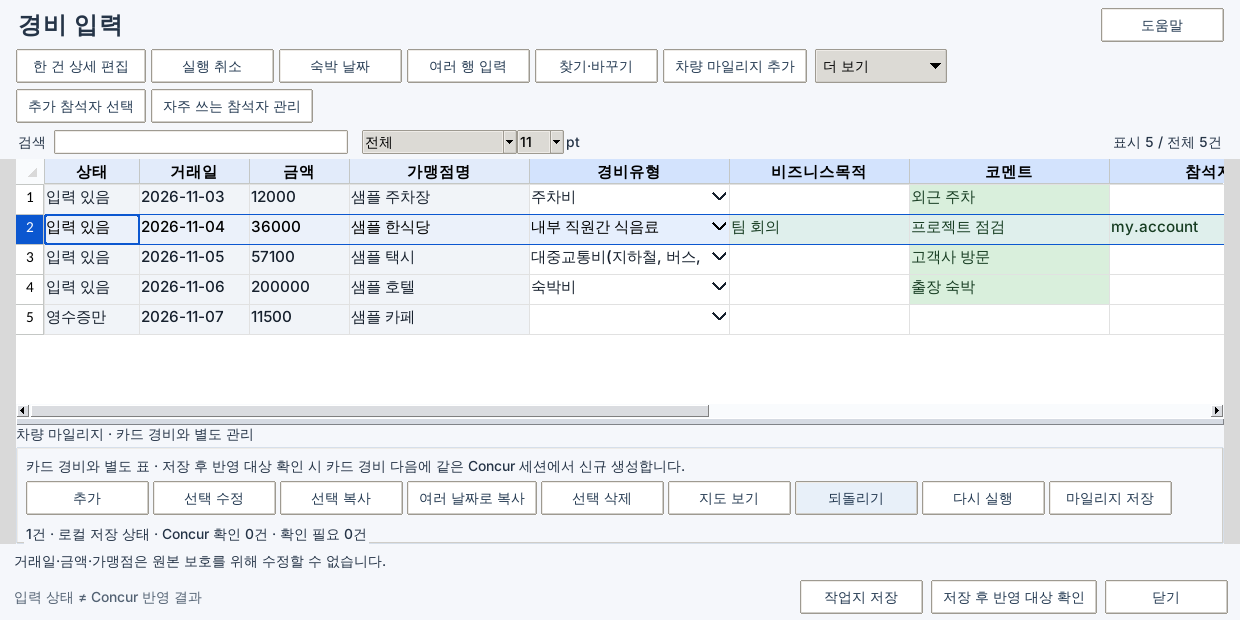 경비 입력
도움말
한 건 상세 편집 실행 취소 숙박 날짜 여러 행 입력 찾기·바꾸기 차량 마일리지 추가 더 보기
추가 참석자 선택 자주 쓰는 참석자 관리
검색 전체 11 pt 표시 5 / 전체 5건
상태 거래일 금액 가맹점명 경비유형 비즈니스목적 코멘트 참석
1 입력 있음 2026-11-03 12000 샘플 주차장 주차비 외근 주차
2 입력 있음 2026-11-04 36000 샘플 한식당 내부 직원간 식음료 팀 회의 프로젝트 점검 my.account
3 입력 있음 2026-11-05 57100 샘플 택시 대중교통비(지하철, 버스, 고객사 방문
4 입력 있음 2026-11-06 200000 샘플 호텔 숙박비 출장 숙박
5 영수증만 2026-11-07 11500 샘플 카페
차량 마일리지 · 카드 경비와 별도 관리
카드 경비와 별도 표 · 저장 후 반영 대상 확인 시 카드 경비 다음에 같은 Concur 세션에서 신규 생성합니다.
추가 선택 수정 선택 복사 여러 날짜로 복사 선택 삭제 지도 보기 되돌리기 다시 실행 마일리지 저장
1건 · 로컬 저장 상태 · Concur 확인 0건 · 확인 필요 0건
거래일·금액·가맹점은 원본 보호를 위해 수정할 수 없습니다.
입력 상태 ≠ Concur 반영 결과 작업지 저장 저장 후 반영 대상 확인 닫기